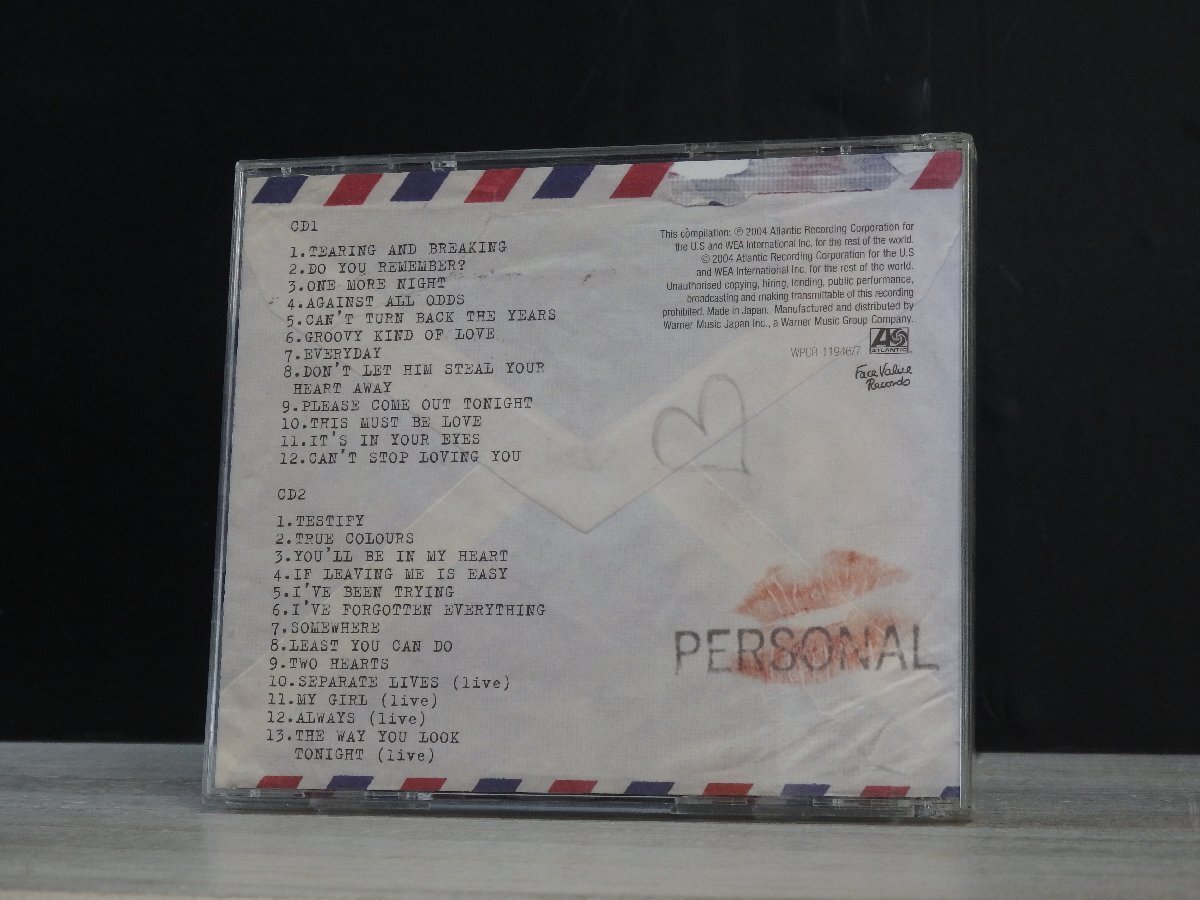 CD1
1.TEARING AND BREAKING
2.DO YOU REMEMBER?
3.ONE MORE NIGHT
4.AGAINST ALL ODDS
5.CAN'T TURN BACK THE YEARS
6.GROOVY KIND OF LOVE
7.EVERYDAY
8.DON'T LET HIM STEAL YOUR
HEART AWAY
9.PLEASE COME OUT TONIGHT
10.THIS MUST BE LOVE
11.IT'S IN YOUR EYES
12.CAN'T STOP LOVING YOU
CD2
1.TESTIFY
2.TRUE COLOURS
3.YOU'LL BE IN MY HEART
4.IF LEAVING ME IS EASY
5.I'VE BEEN TRYING
6.I'VE FORGOTTEN EVERYTHING
7.SOMEWHERE
8.LEAST YOU CAN DO
9.TWO HEARTS
10.SEPARATE LIVES (live)
11.MY GIRL (live)
12.ALWAYS (live)
13.THE WAY YOU LOOK
TONIGHT (live)
This compilation: ℗ 2004 Atlantic Recording Corporation for
the U.S and WEA International Inc. for the rest of the world.
© 2004 Atlantic Recording Corporation for the U.S
and WEA International Inc. for the rest of the world.
Unauthorised copying, hiring, lending, public performance,
broadcasting and making transmittable of this recording
prohibited. Made in Japan. Manufactured and distributed by
Warner Music Japan Inc., a Warner Music Group Company.
WPCR 11946/7
ATLANTIC
Face Value
Records
PERSONAL